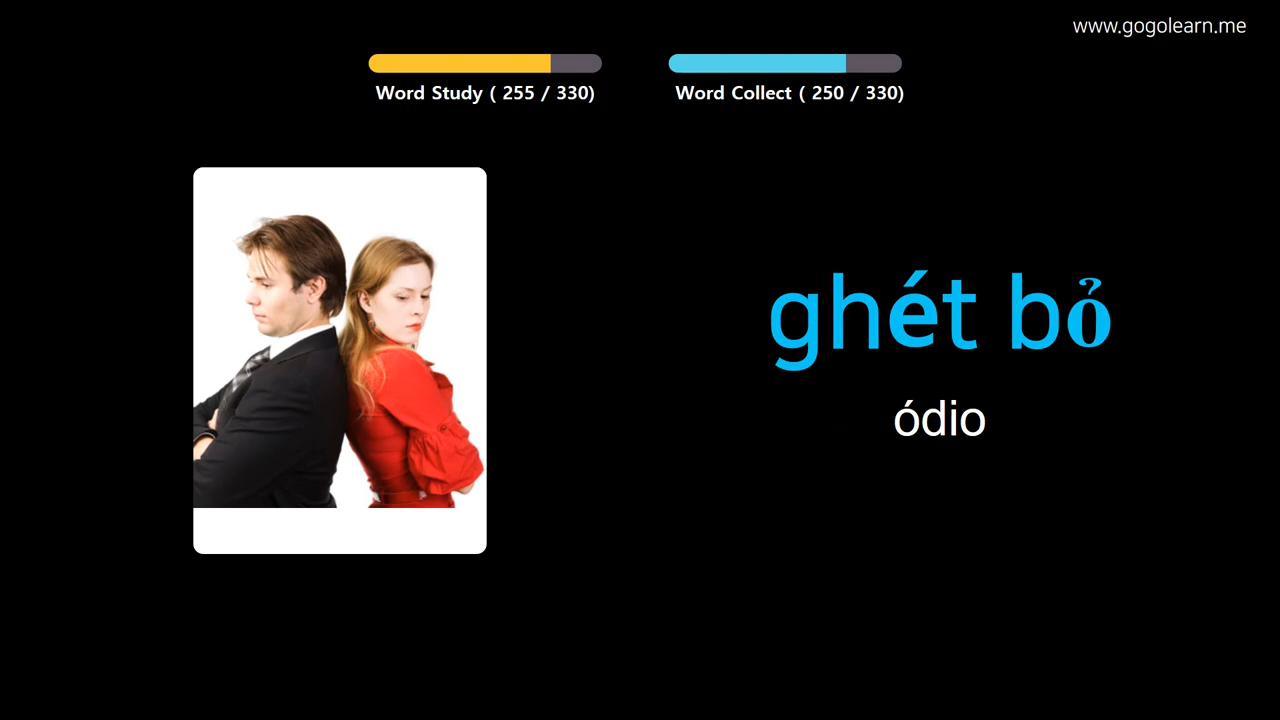 www.gogolearn.me
Word Study ( 255 / 330)
Word Collect ( 250 / 330)
ghét bỏ
ódio